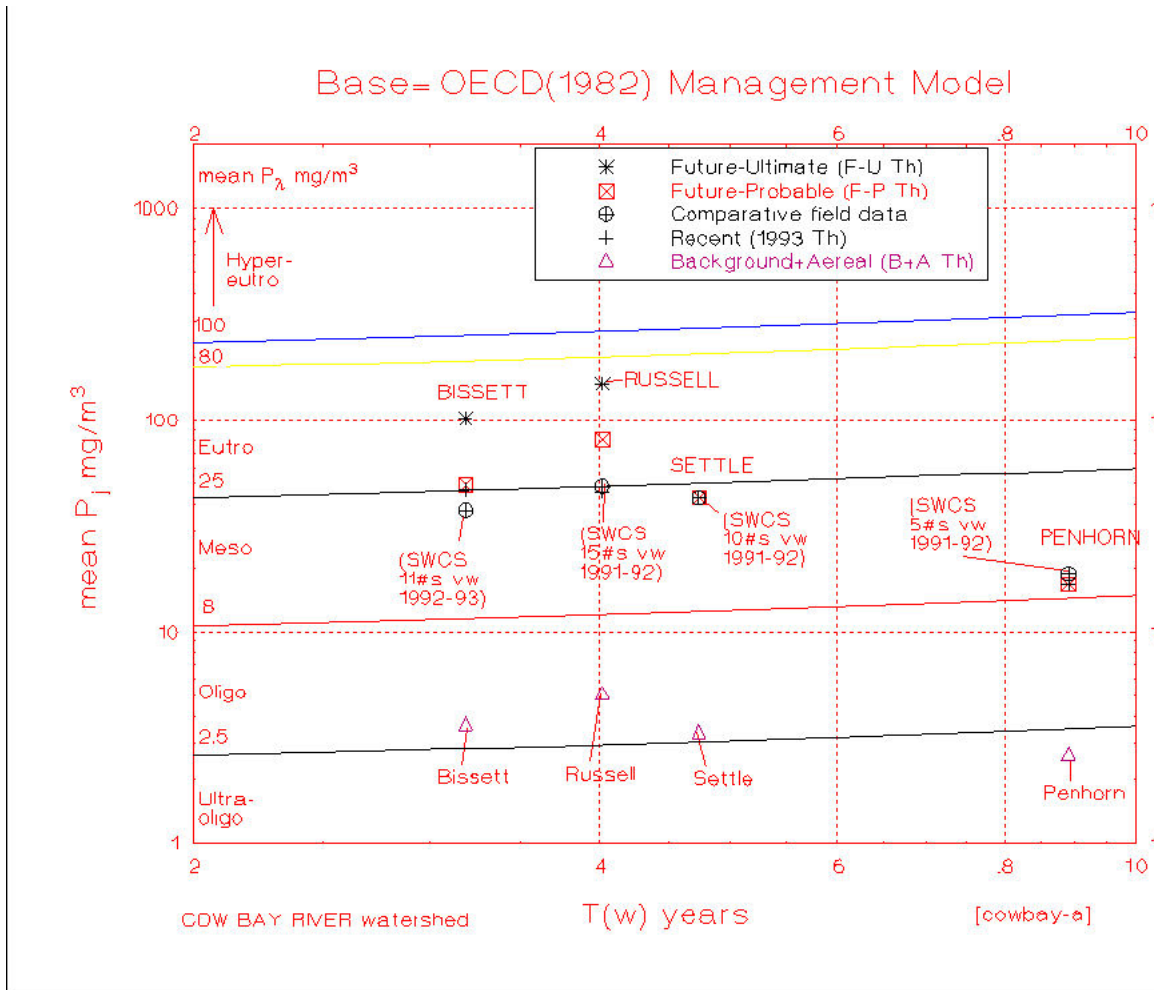 Base= OECD(1982) Management Model
2 4 6 .8 10
mean Pλ mg/m³
Future-Ultimate (F-U Th)
Future-Probable (F-P Th)
Comparative field data
Recent (1993 Th)
Background+Aereal (B+A Th)
1000
Hyper-
eutro
100
80
BISSETT
RUSSELL
100
Eutro
25
SETTLE
(SWCS
11#s vw
1992-93)
(SWCS
15#s vw
1991-92)
(SWCS
10#s vw
1991-92)
(SWCS
5#s vw
1991-92)
PENHORN
Meso
8
10
Oligo
2.5
Bissett
Russell
Settle
Penhorn
Ultra-
oligo
1
mean Pj mg/m³
2 4 6 .8 10
COW BAY RIVER watershed
T(w) years
[cowbay-a]